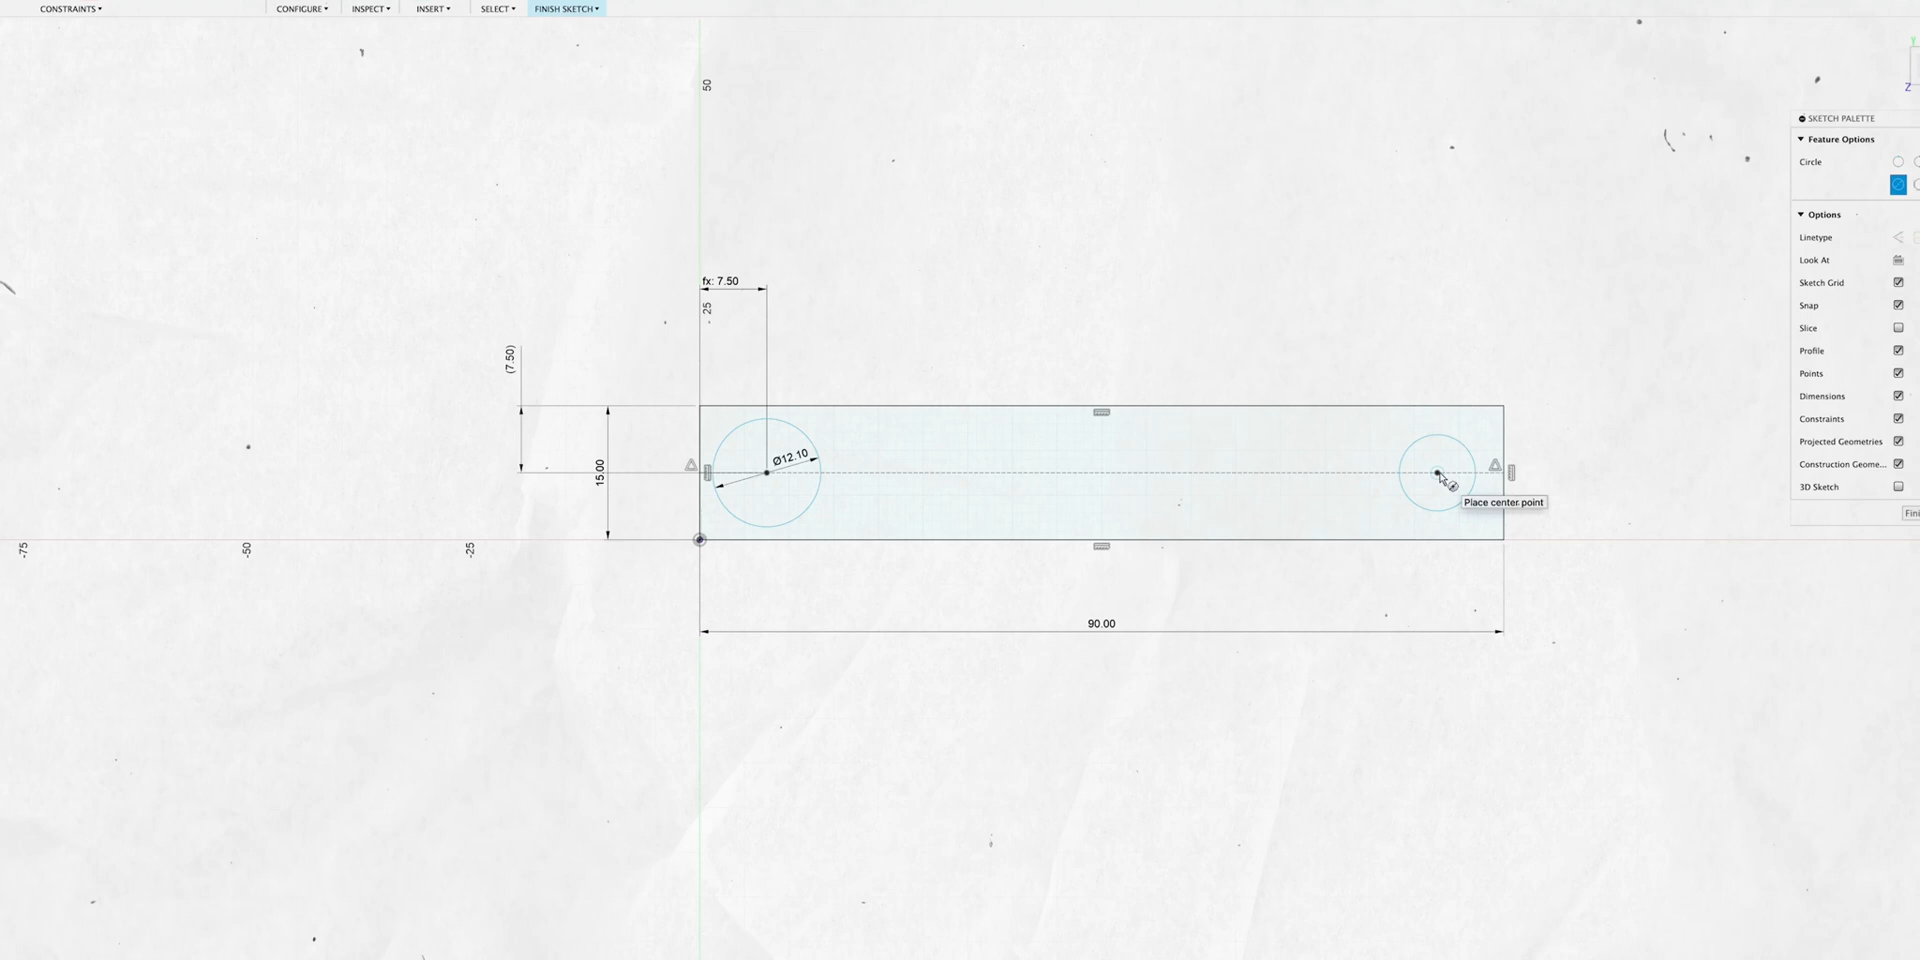 CONSTRAINTS▾ CONFIGURE▾ INSPECT▾ INSERT▾ SELECT▾ FINISH SKETCH▾
50
Y
Z
SKETCH PALETTE
Feature Options
Circle
Options
Linetype
Look At
Sketch Grid
Snap
Slice
Profile
Points
Dimensions
Constraints
Projected Geometries
Construction Geome...
3D Sketch
Fini
fx: 7.50
25
(7.50)
15.00
Ø12.10
Place center point
-75
-50
-25
90.00